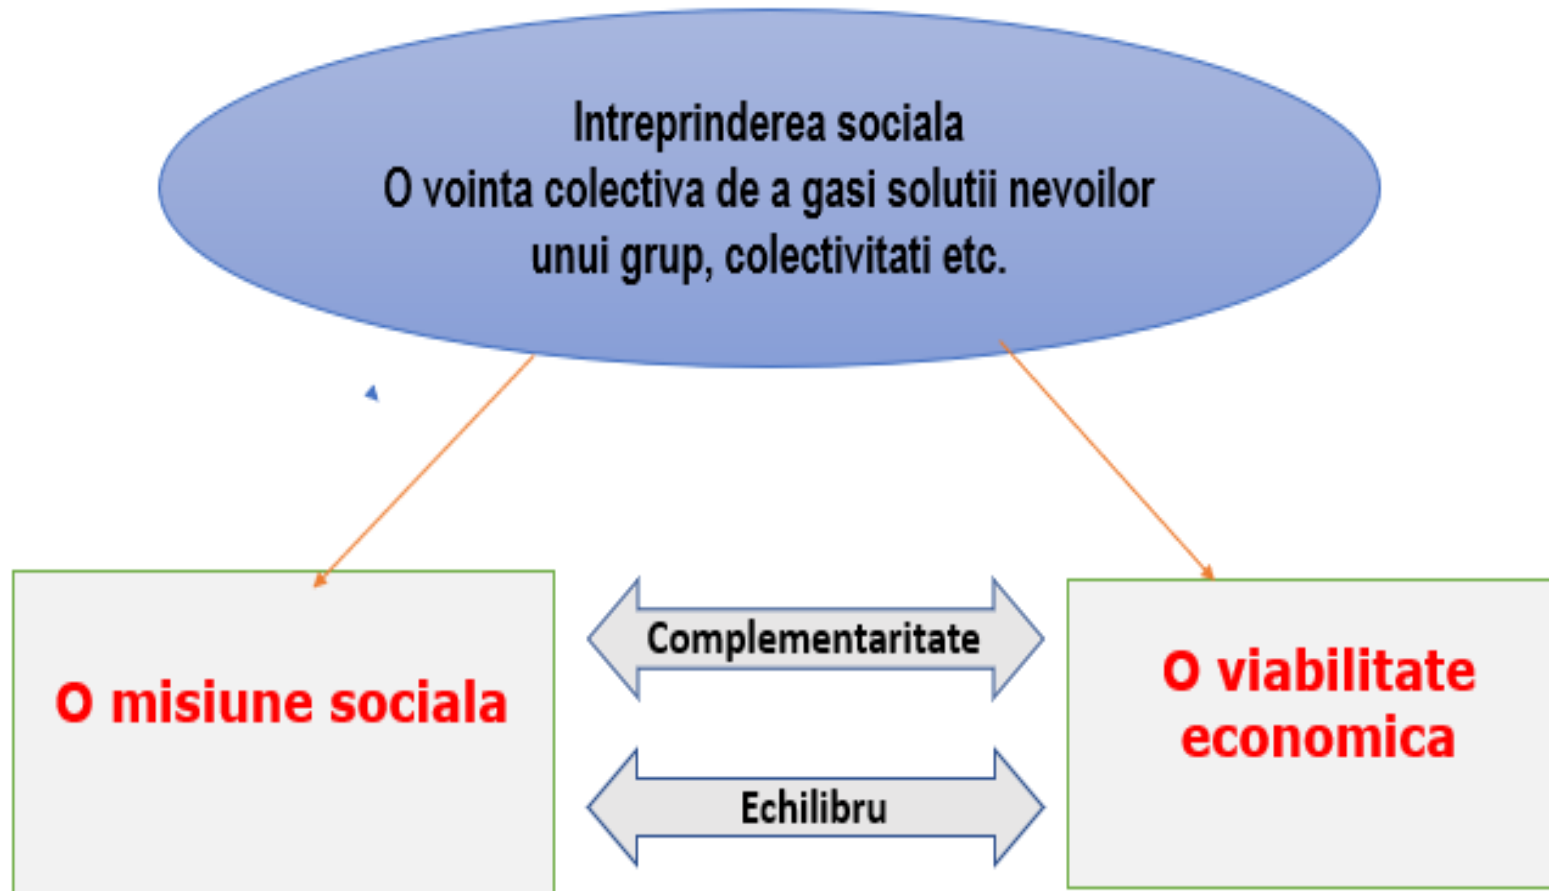 Intreprinderea sociala
O vointa colectiva de a gasi solutii nevoilor
unui grup, colectivitati etc.
Complementaritate
O misiune sociala
O viabilitate
economica
Echilibru